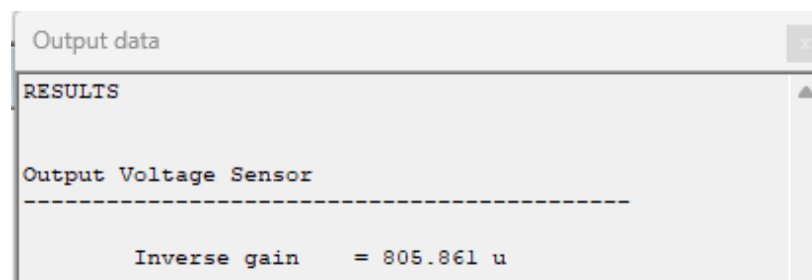 Output data
x
RESULTS
Output Voltage Sensor
--------------------------------------------
Inverse gain    = 805.861 u